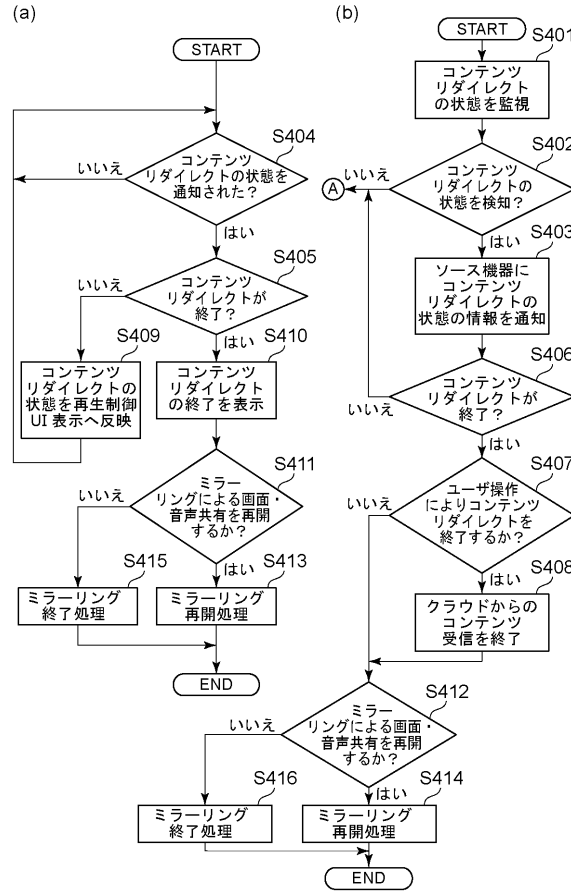 (a)
START
S404
コンテンツ
リダイレクトの状態を
通知された?
いいえ
はい
S405
コンテンツ
リダイレクトが
終了?
いいえ
はい
S409
コンテンツ
リダイレクトの
状態を再生制御
UI表示へ反映
S410
コンテンツ
リダイレクト
の終了を表示
S411
ミラー
リングによる画面・
音声共有を再開
するか?
いいえ
はい
S415
ミラーリング
終了処理
S413
ミラーリング
再開処理
END
(b)
START
S401
コンテンツ
リダイレクト
の状態を監視
S402
コンテンツ
リダイレクトの
状態を検知?
いいえ
A
はい
S403
ソース機器に
コンテンツ
リダイレクトの
状態の情報を通知
S406
コンテンツ
リダイレクトが
終了?
いいえ
はい
S407
ユーザ操作
によりコンテンツ
リダイレクトを
終了するか?
いいえ
はい
S408
クラウドからの
コンテンツ
受信を終了
S412
ミラー
リングによる画面・
音声共有を再開
するか?
いいえ
はい
S416
ミラーリング
終了処理
S414
ミラーリング
再開処理
END